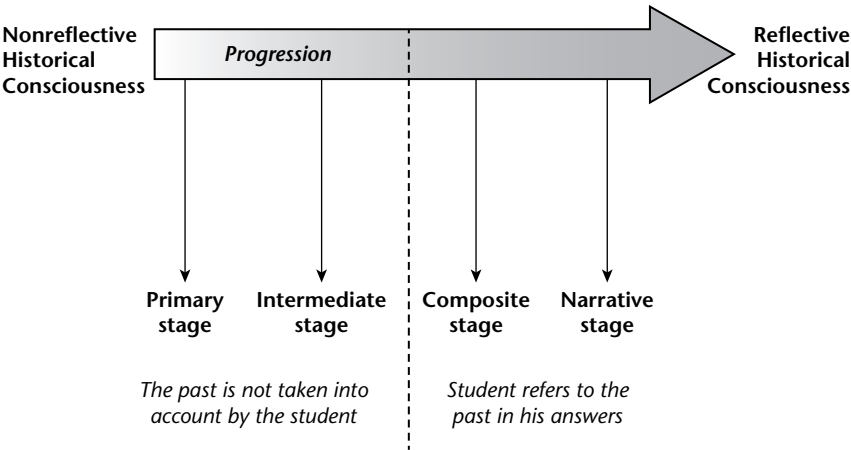 Nonreflective
Historical
Consciousness
Progression
Reflective
Historical
Consciousness
Primary
stage
Intermediate
stage
Composite
stage
Narrative
stage
The past is not taken into
account by the student
Student refers to the
past in his answers